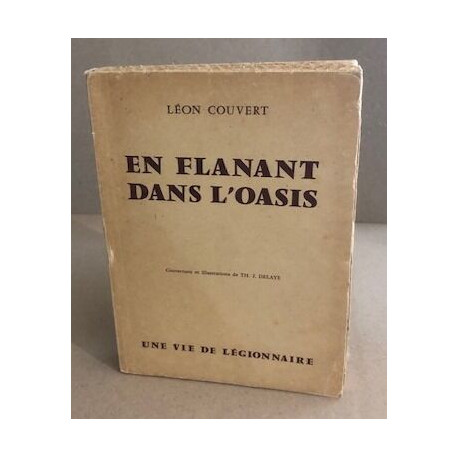 LÉON COUVERT
EN FLANANT
DANS L'OASIS
Couverture et Illustrations de TH. J. DELAYE
UNE VIE DE LÉGIONNAIRE